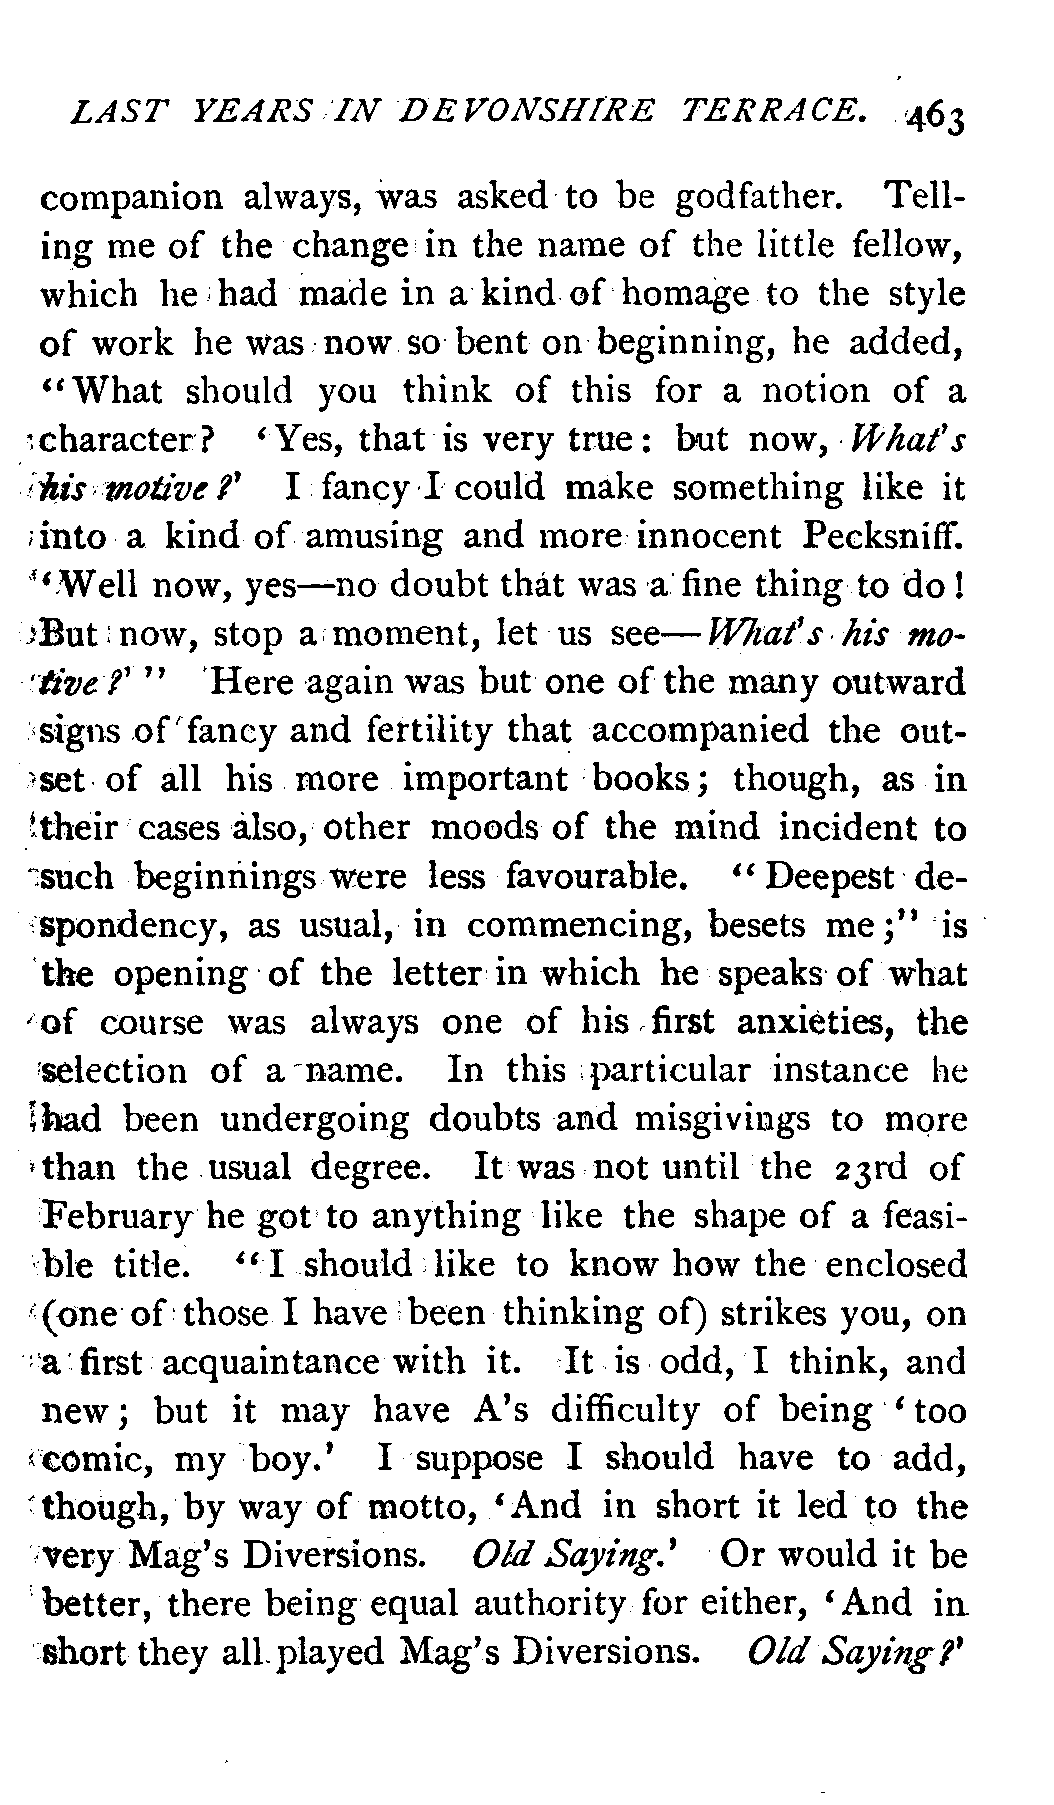 LAST YEARS IN DEVONSHIRE TERRACE. 463
companion always, was asked to be godfather. Tell-
ing me of the change in the name of the little fellow,
which he had made in a kind of homage to the style
of work he was now so bent on beginning, he added,
“What should you think of this for a notion of a
character? ‘Yes, that is very true: but now, What's
his motive?’ I fancy I could make something like it
into a kind of amusing and more innocent Pecksniff.
‘Well now, yes—no doubt that was a fine thing to do!
But now, stop a moment, let us see—What's his mo-
tive?’ ” Here again was but one of the many outward
signs of fancy and fertility that accompanied the out-
set of all his more important books; though, as in
their cases also, other moods of the mind incident to
such beginnings were less favourable. “Deepest de-
spondency, as usual, in commencing, besets me;” is
the opening of the letter in which he speaks of what
of course was always one of his first anxieties, the
selection of a name. In this particular instance he
had been undergoing doubts and misgivings to more
than the usual degree. It was not until the 23rd of
February he got to anything like the shape of a feasi-
ble title. “I should like to know how the enclosed
(one of those I have been thinking of) strikes you, on
a first acquaintance with it. It is odd, I think, and
new; but it may have A's difficulty of being ‘too
comic, my boy.’ I suppose I should have to add,
though, by way of motto, ‘And in short it led to the
very Mag's Diversions. Old Saying.’ Or would it be
better, there being equal authority for either, ‘And in
short they all played Mag's Diversions. Old Saying?’